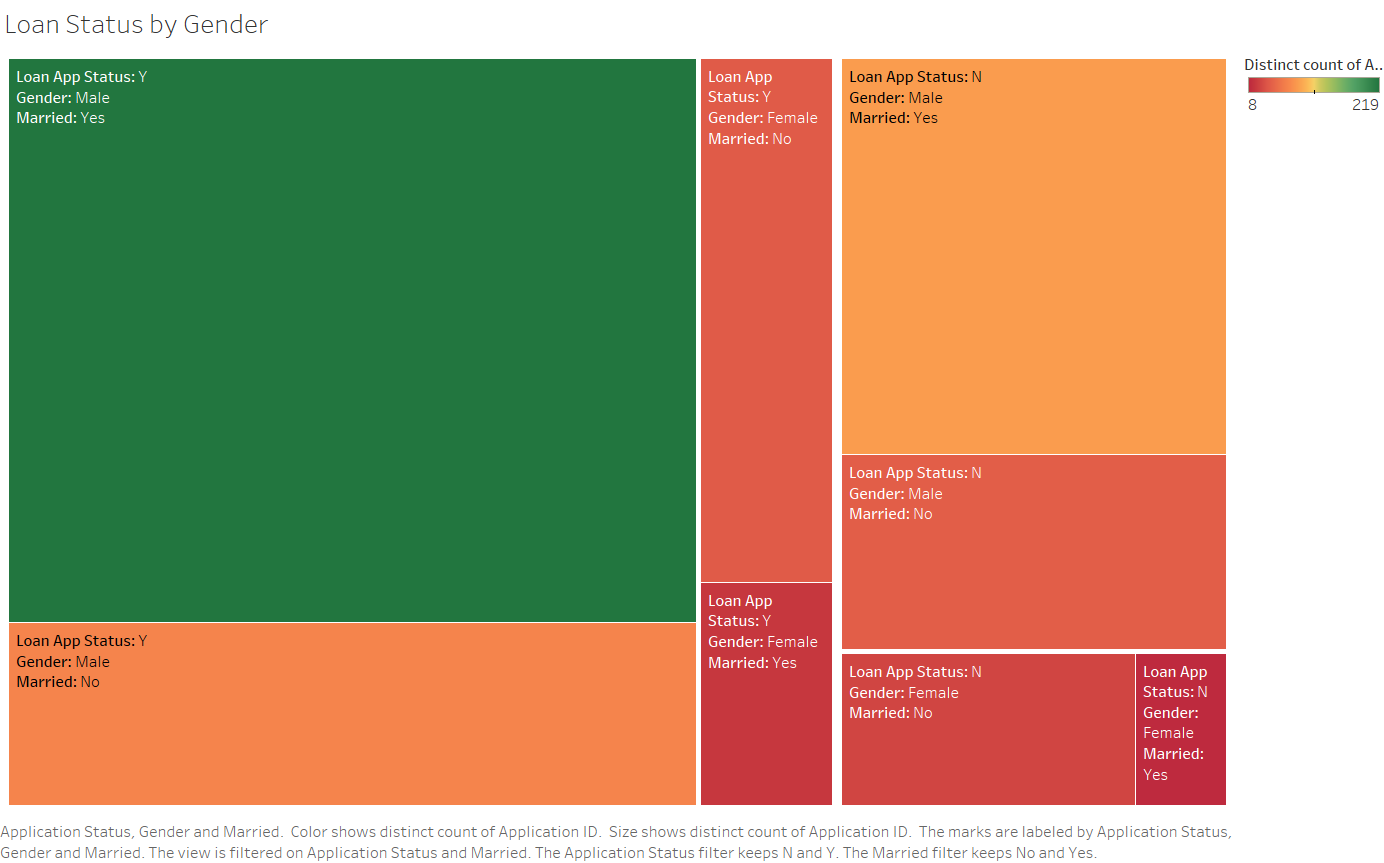 Loan Status by Gender
Loan App Status: Y
Gender: Male
Married: Yes
Loan App
Status: Y
Gender: Female
Married: No
Loan App Status: N
Gender: Male
Married: Yes
Distinct count of A..
8 219
Loan App Status: N
Gender: Male
Married: No
Loan App Status: Y
Gender: Male
Married: No
Loan App
Status: Y
Gender: Female
Married: Yes
Loan App Status: N
Gender: Female
Married: No
Loan App
Status: N
Gender:
Female
Married:
Yes
Application Status, Gender and Married.  Color shows distinct count of Application ID.  Size shows distinct count of Application ID.  The marks are labeled by Application Status,
Gender and Married. The view is filtered on Application Status and Married. The Application Status filter keeps N and Y. The Married filter keeps No and Yes.